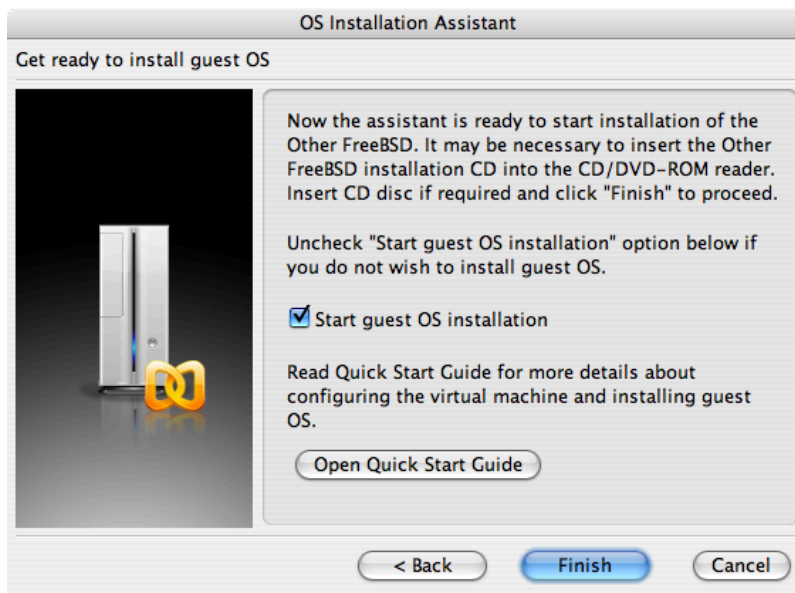 OS Installation Assistant
Get ready to install guest OS
Now the assistant is ready to start installation of the
Other FreeBSD. It may be necessary to insert the Other
FreeBSD installation CD into the CD/DVD-ROM reader.
Insert CD disc if required and click "Finish" to proceed.
Uncheck "Start guest OS installation" option below if
you do not wish to install guest OS.
Start guest OS installation
Read Quick Start Guide for more details about
configuring the virtual machine and installing guest
OS.
Open Quick Start Guide
< Back
Finish
Cancel